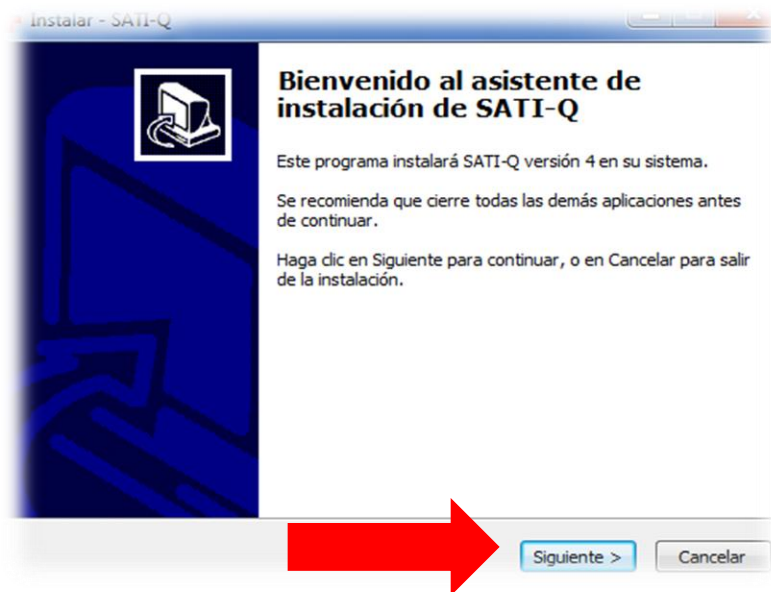 Instalar - SATI-Q
Bienvenido al asistente de
instalación de SATI-Q
Este programa instalará SATI-Q versión 4 en su sistema.
Se recomienda que cierre todas las demás aplicaciones antes
de continuar.
Haga clic en Siguiente para continuar, o en Cancelar para salir
de la instalación.
Siguiente >
Cancelar